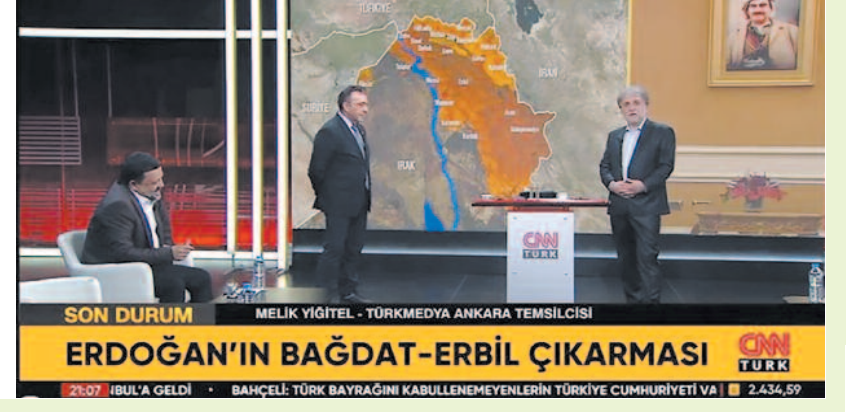 TÜRKİYE
SURİYE
İRAN
IRAK
CNN
TÜRK
SON DURUM
MELİK YİĞİTEL - TÜRKMEDYA ANKARA TEMSİLCİSİ
ERDOĞAN'IN BAĞDAT-ERBİL ÇIKARMASI
CNN
TÜRK
21:07 İBUL'A GELDİ • BAHÇELİ: TÜRK BAYRAĞINI KABULLENEMEYENLERİN TÜRKİYE CUMHURİYETİ VA 2.434,59